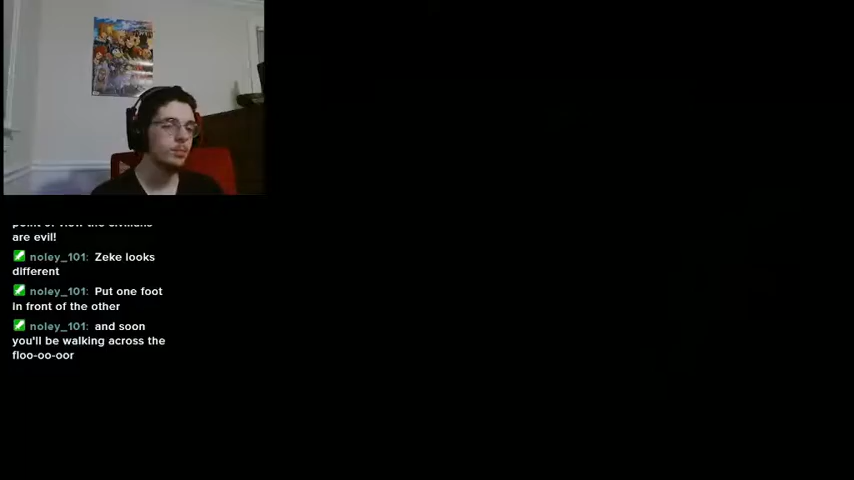 are evil!
noley_101: Zeke looks
different
noley_101: Put one foot
in front of the other
noley_101: and soon
you'll be walking across the
floo-oo-oor